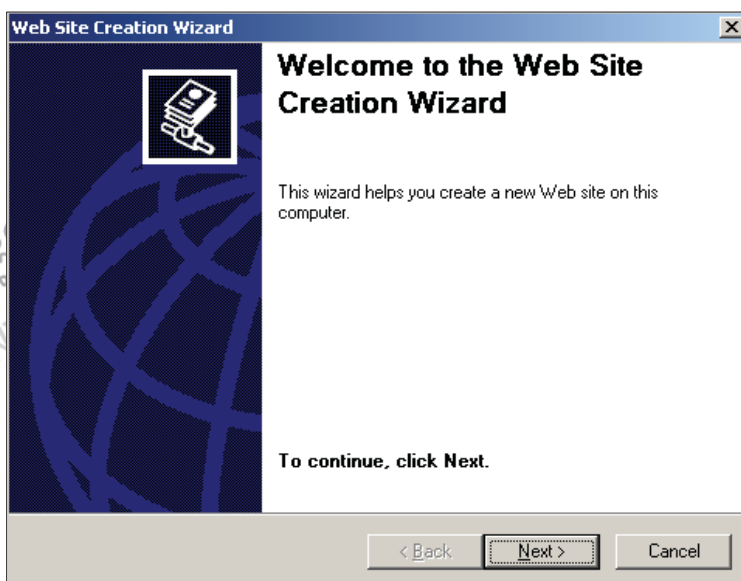 Web Site Creation Wizard
Welcome to the Web Site
Creation Wizard
This wizard helps you create a new Web site on this
computer.
To continue, click Next.
< Back
Next >
Cancel